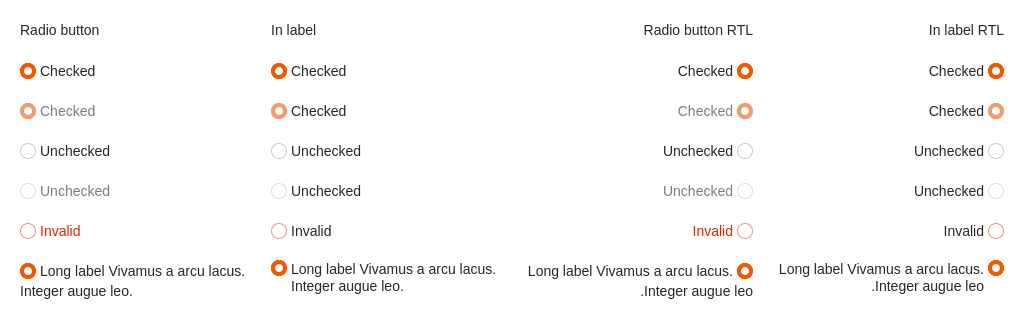 Radio button
Checked
Checked
Unchecked
Unchecked
Invalid
Long label Vivamus a arcu lacus.
Integer augue leo.
In label
Checked
Checked
Unchecked
Unchecked
Invalid
Long label Vivamus a arcu lacus.
Integer augue leo.
Radio button RTL
Checked
Checked
Unchecked
Unchecked
Invalid
Long label Vivamus a arcu lacus.
.Integer augue leo
In label RTL
Checked
Checked
Unchecked
Unchecked
Invalid
Long label Vivamus a arcu lacus.
.Integer augue leo